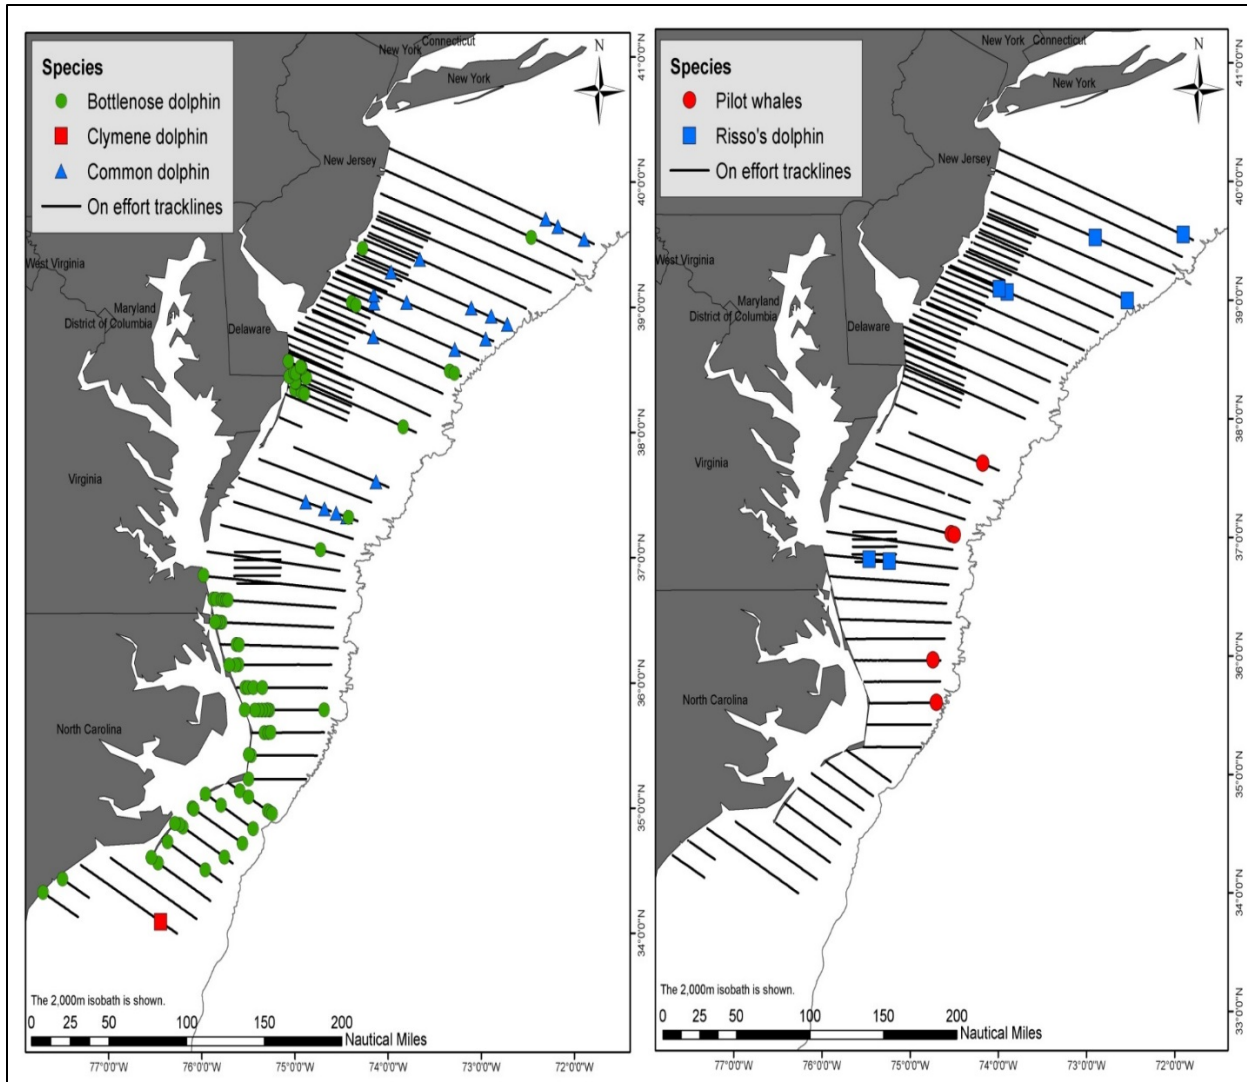 Species
Bottlenose dolphin
Clymene dolphin
Common dolphin
On effort tracklines
Connecticut
New York
New York
N
New Jersey
West Virginia
Maryland
District of Columbia
Delaware
Virginia
North Carolina
41°0'0"N
40°0'0"N
39°0'0"N
38°0'0"N
37°0'0"N
36°0'0"N
35°0'0"N
34°0'0"N
The 2,000m isobath is shown.
0 25 50 100 150 200
Nautical Miles
77°0'0"W 76°0'0"W 75°0'0"W 74°0'0"W 73°0'0"W 72°0'0"W
Species
Pilot whales
Risso's dolphin
On effort tracklines
New York
Connecticut
New York
N
New Jersey
West Virginia
Maryland
District of Columbia
Delaware
Virginia
North Carolina
41°0'0"N
40°0'0"N
39°0'0"N
38°0'0"N
37°0'0"N
36°0'0"N
35°0'0"N
34°0'0"N
33°0'0"N
The 2,000m isobath is shown.
0 25 50 100 150 200
Nautical Miles
77°0'0"W 76°0'0"W 75°0'0"W 74°0'0"W 73°0'0"W 72°0'0"W